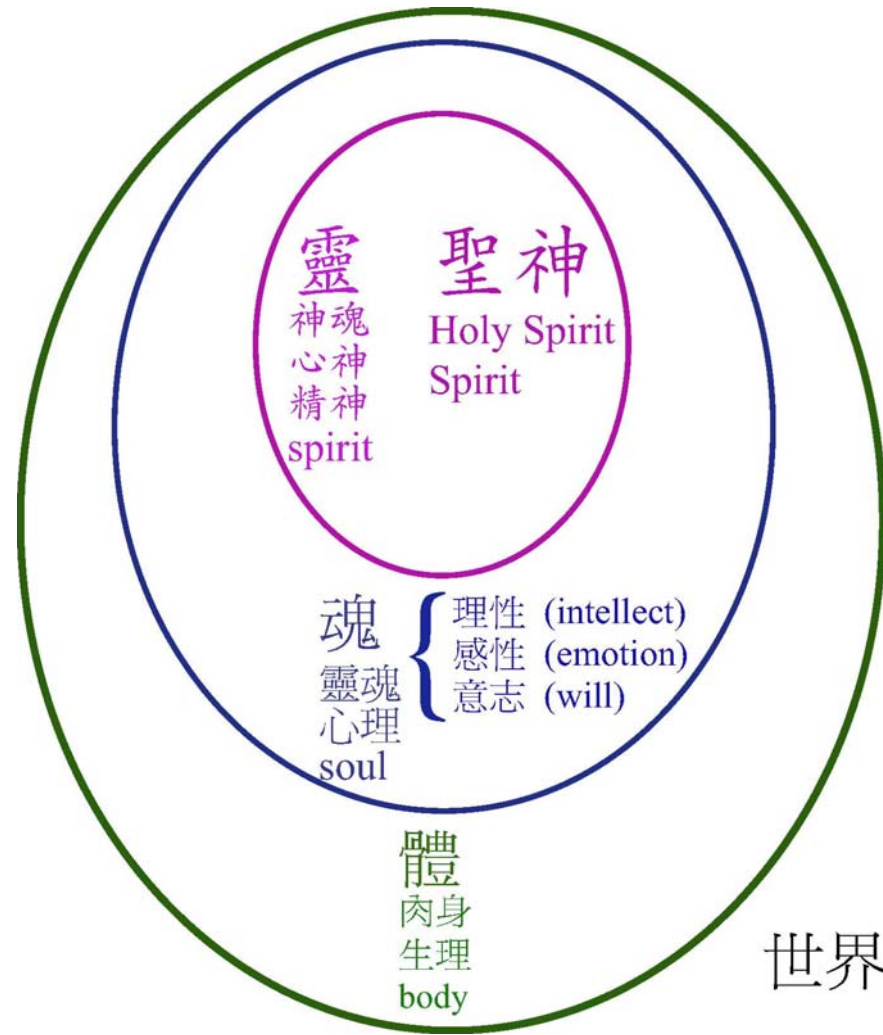 靈
神魂
心神
精神
spirit
聖神
Holy Spirit
Spirit
魂
靈魂
心理
soul
理性 (intellect)
感性 (emotion)
意志 (will)
體
肉身
生理
body
世界